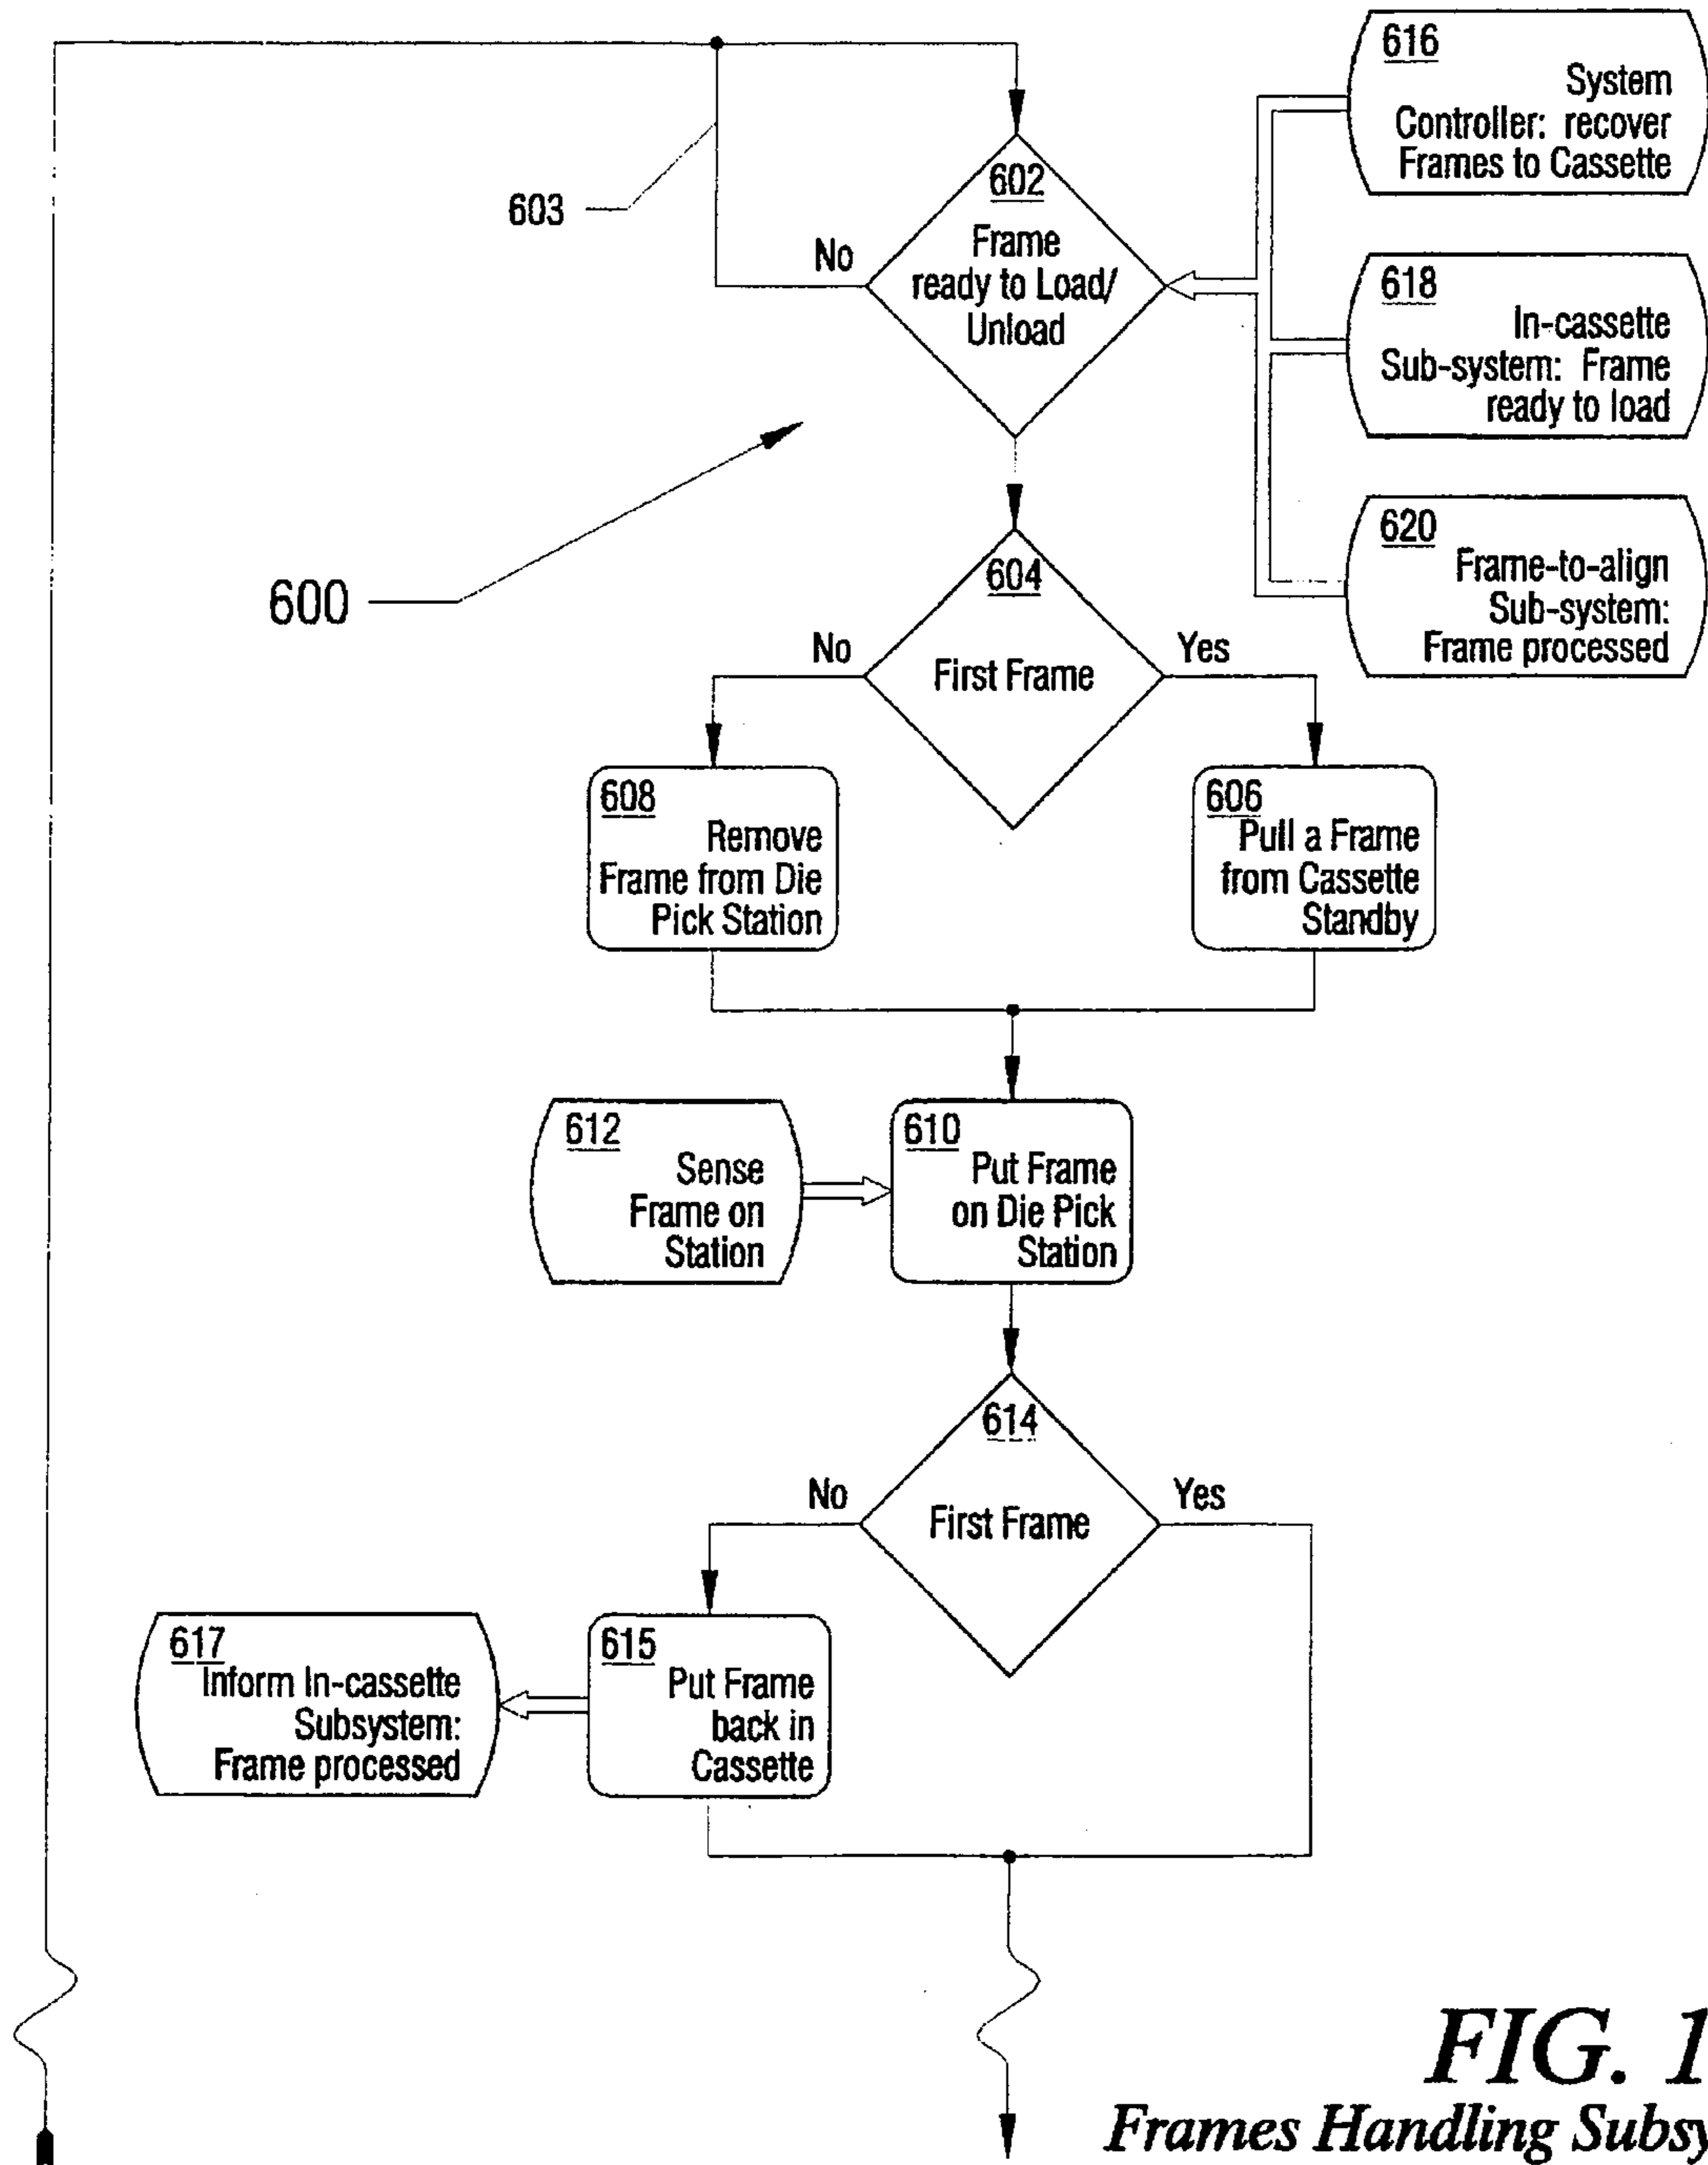 616
System
Controller: recover
Frames to Cassette
602
Frame
ready to Load/
Unload
No
603
618
In-cassette
Sub-system: Frame
ready to load
600
620
Frame-to-align
Sub-system:
Frame processed
604
First Frame
No
Yes
608
Remove
Frame from Die
Pick Station
606
Pull a Frame
from Cassette
Standby
612
Sense
Frame on
Station
610
Put Frame
on Die Pick
Station
614
First Frame
No
Yes
617
Inform In-cassette
Subsystem:
Frame processed
615
Put Frame
back in
Cassette
FIG. 1
Frames Handling Subsy